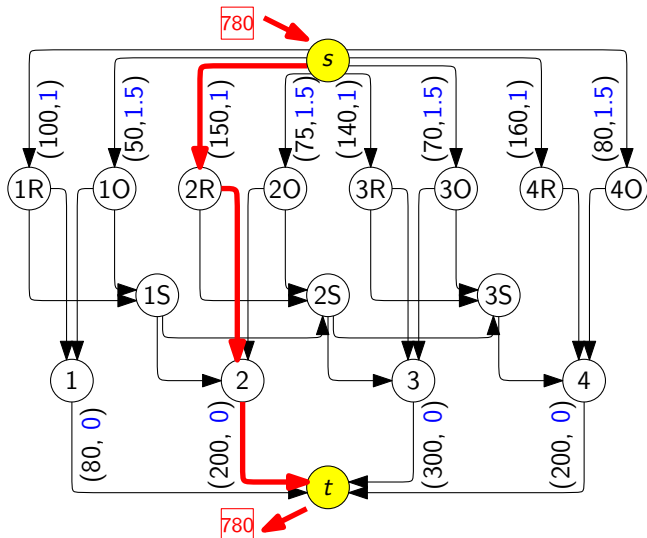 780
s
(100,1
(50,1.5)
(150,1)
(75,1.5)
(140,1)
(70,1.5)
(160,1)
(80,1.5)
1R 1O 2R 2O 3R 3O 4R 4O
1S 2S 3S
1 2 3 4
(80, 0)
(200, 0)
(300, 0)
(200, 0)
t
780